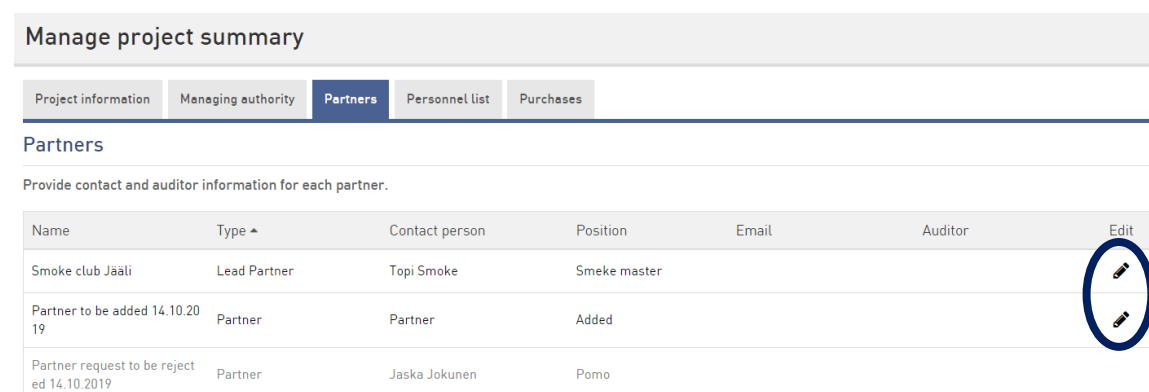 Manage project summary
Project information Managing authority Partners Personnel list Purchases
Partners
Provide contact and auditor information for each partner.
Name Type Contact person Position Email Auditor Edit
Smoke club Jääli Lead Partner Topi Smoke Smeke master
Partner to be added 14.10.20
19 Partner Partner Added
Partner request to be reject
ed 14.10.2019 Partner Jaska Jokunen Pomo